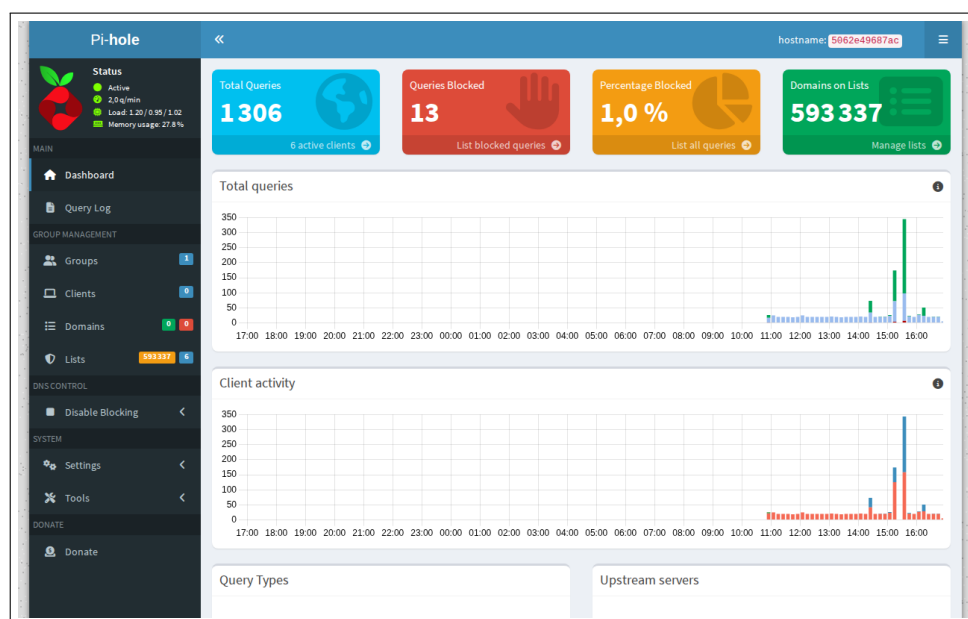 Pi-hole
hostname: 5062e49687ac
Status
Active
2,0 q/min
Load: 1.20 / 0.95 / 1.02
Memory usage: 27.8 %
MAIN
Dashboard
Query Log
GROUP MANAGEMENT
Groups 1
Clients 0
Domains 0 0
Lists 593337 6
DNS CONTROL
Disable Blocking
SYSTEM
Settings
Tools
DONATE
Donate
Total Queries
1306
6 active clients
Queries Blocked
13
List blocked queries
Percentage Blocked
1,0 %
List all queries
Domains on Lists
593 337
Manage lists
Total queries
350
300
250
200
150
100
50
0
17:00 18:00 19:00 20:00 21:00 22:00 23:00 00:00 01:00 02:00 03:00 04:00 05:00 06:00 07:00 08:00 09:00 10:00 11:00 12:00 13:00 14:00 15:00 16:00
Client activity
350
300
250
200
150
100
50
0
17:00 18:00 19:00 20:00 21:00 22:00 23:00 00:00 01:00 02:00 03:00 04:00 05:00 06:00 07:00 08:00 09:00 10:00 11:00 12:00 13:00 14:00 15:00 16:00
Query Types
Upstream servers